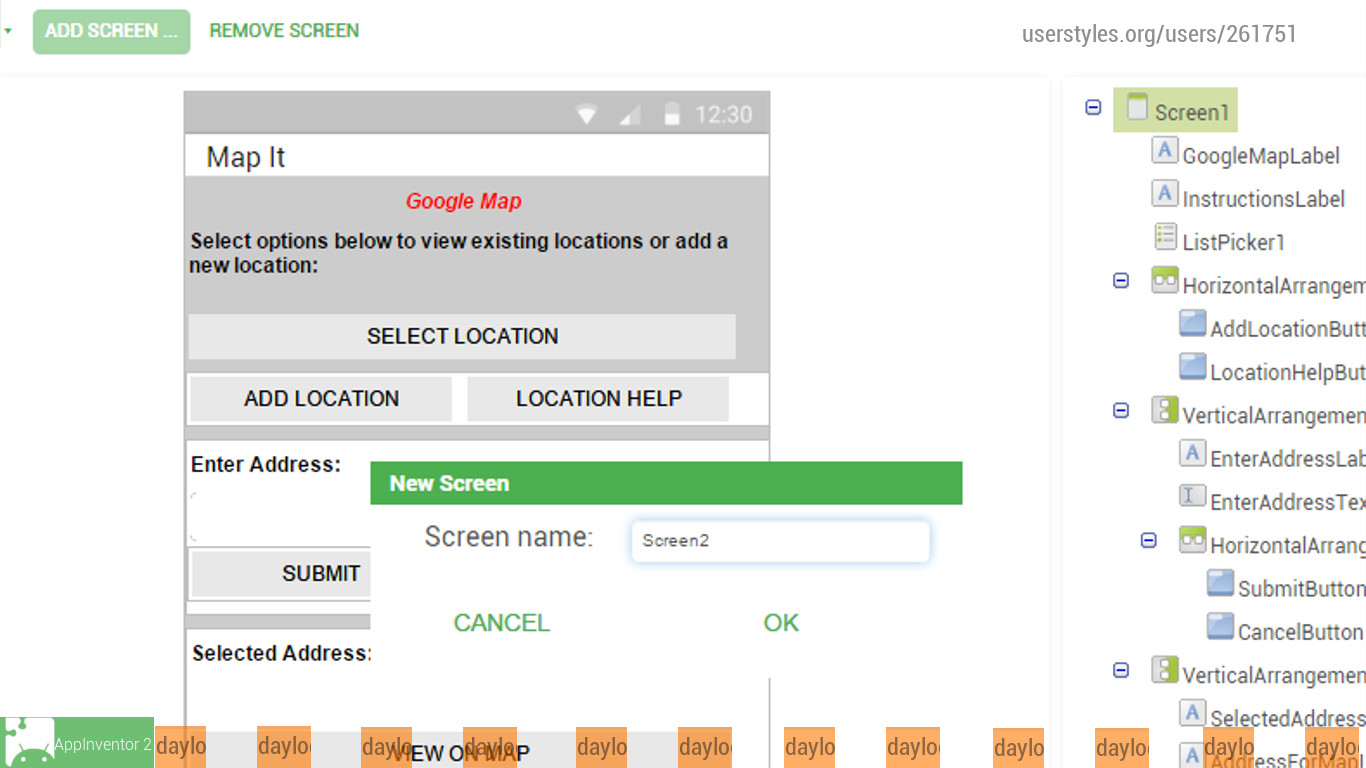 ADD SCREEN ...
REMOVE SCREEN
userstyles.org/users/261751
12:30
Map It
Google Map
Select options below to view existing locations or add a
new location:
SELECT LOCATION
ADD LOCATION
LOCATION HELP
Enter Address:
SUBMIT
New Screen
Screen name:
Screen2
CANCEL
OK
Selected Address:
VIEW ON MAP
Screen1
GoogleMapLabel
InstructionsLabel
ListPicker1
HorizontalArrangem
AddLocationButt
LocationHelpBut
VerticalArrangemen
EnterAddressLab
EnterAddressTex
HorizontalArrang
SubmitButton
CancelButton
VerticalArrangemen
SelectedAddress
AddressForMapL
AppInventor 2
daylo daylo daylo daylo daylo daylo daylo daylo daylo daylo daylo daylo